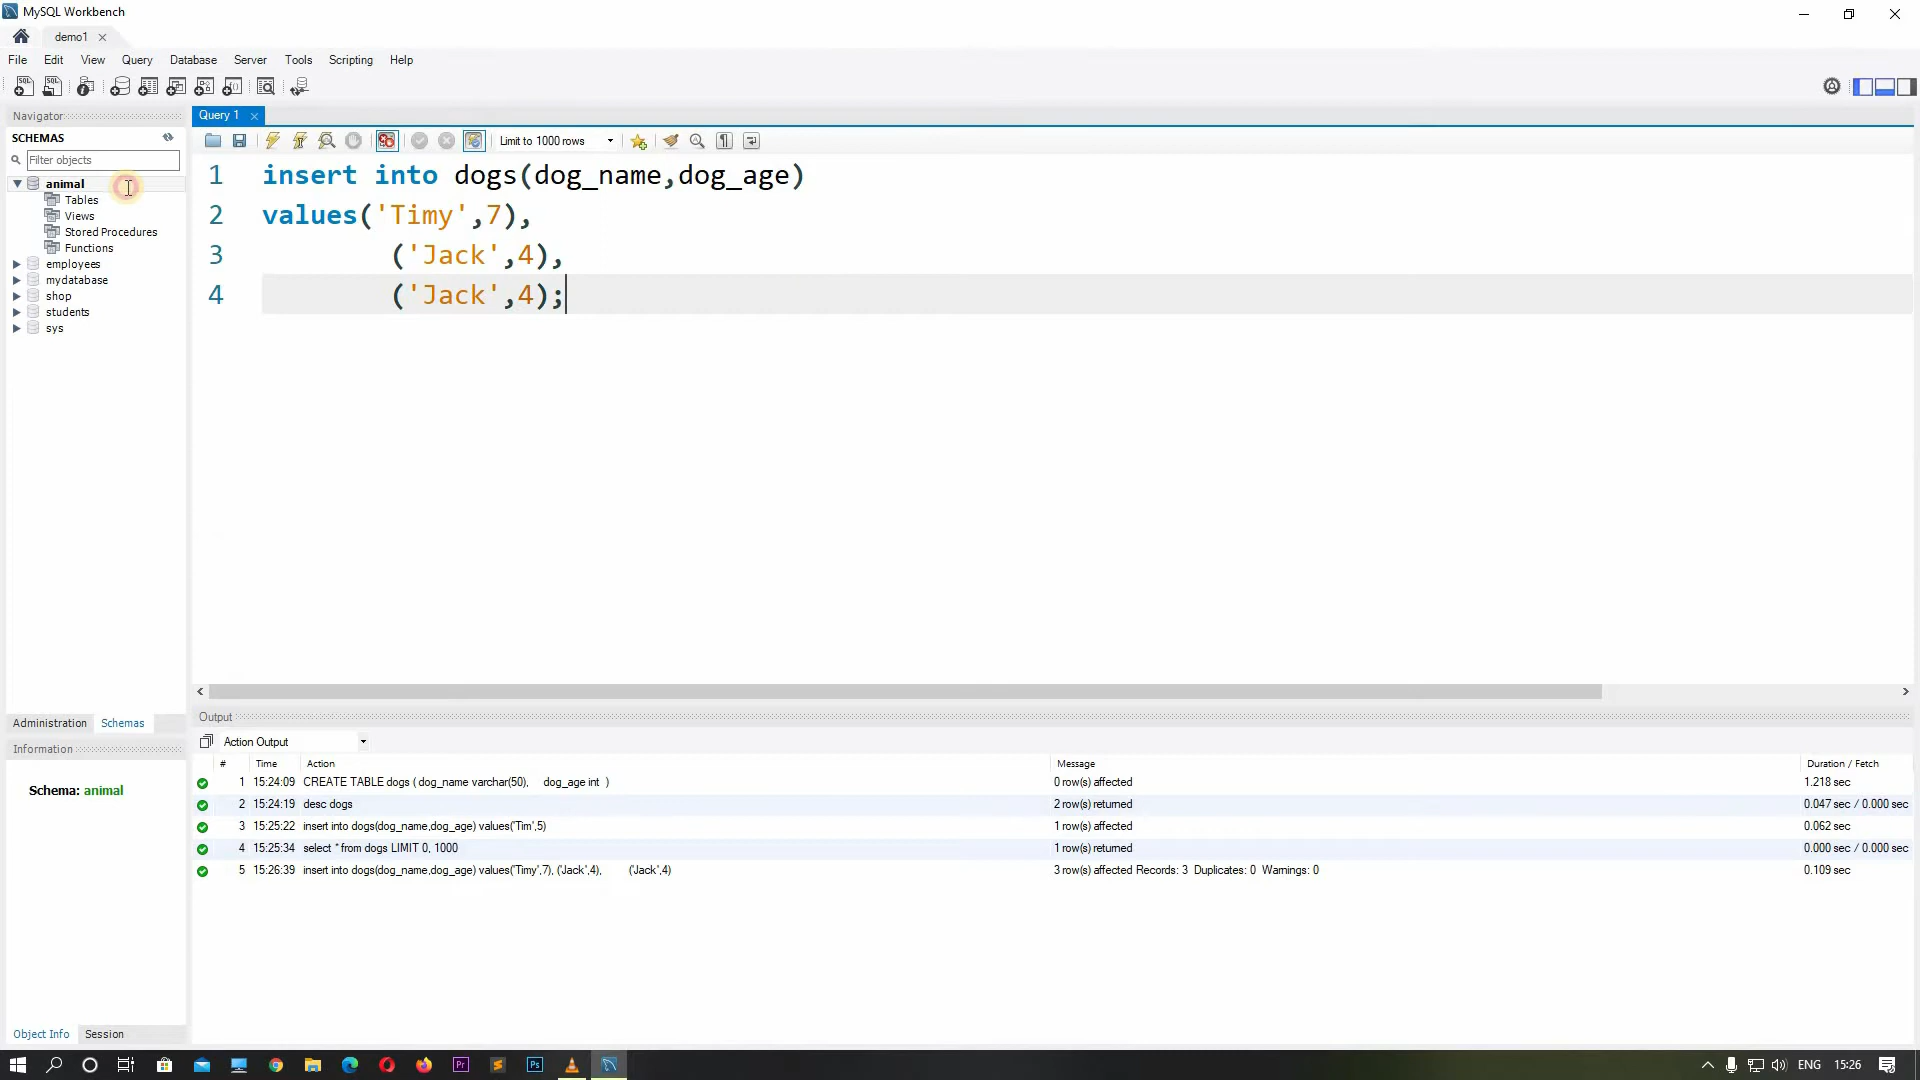 MySQL Workbench
demo1
File Edit View Query Database Server Tools Scripting Help
Navigator
SCHEMAS
Filter objects
animal
Tables
Views
Stored Procedures
Functions
employees
mydatabase
shop
students
sys
Administration Schemas
Information
Schema: animal
Object Info Session
Query 1
Limit to 1000 rows
1 insert into dogs(dog_name,dog_age)
2 values('Timy',7),
3 ('Jack',4),
4 ('Jack',4);
Output
Action Output
# Time Action Message Duration / Fetch
1 15:24:09 CREATE TABLE dogs ( dog_name varchar(50), dog_age int ) 0 row(s) affected 1.218 sec
2 15:24:19 desc dogs 2 row(s) returned 0.047 sec / 0.000 sec
3 15:25:22 insert into dogs(dog_name,dog_age) values('Tim',5) 1 row(s) affected 0.062 sec
4 15:25:34 select * from dogs LIMIT 0, 1000 1 row(s) returned 0.000 sec / 0.000 sec
5 15:26:39 insert into dogs(dog_name,dog_age) values('Timy',7), ('Jack',4), ('Jack',4) 3 row(s) affected Records: 3 Duplicates: 0 Warnings: 0 0.109 sec
Pr Ps ENG 15:26